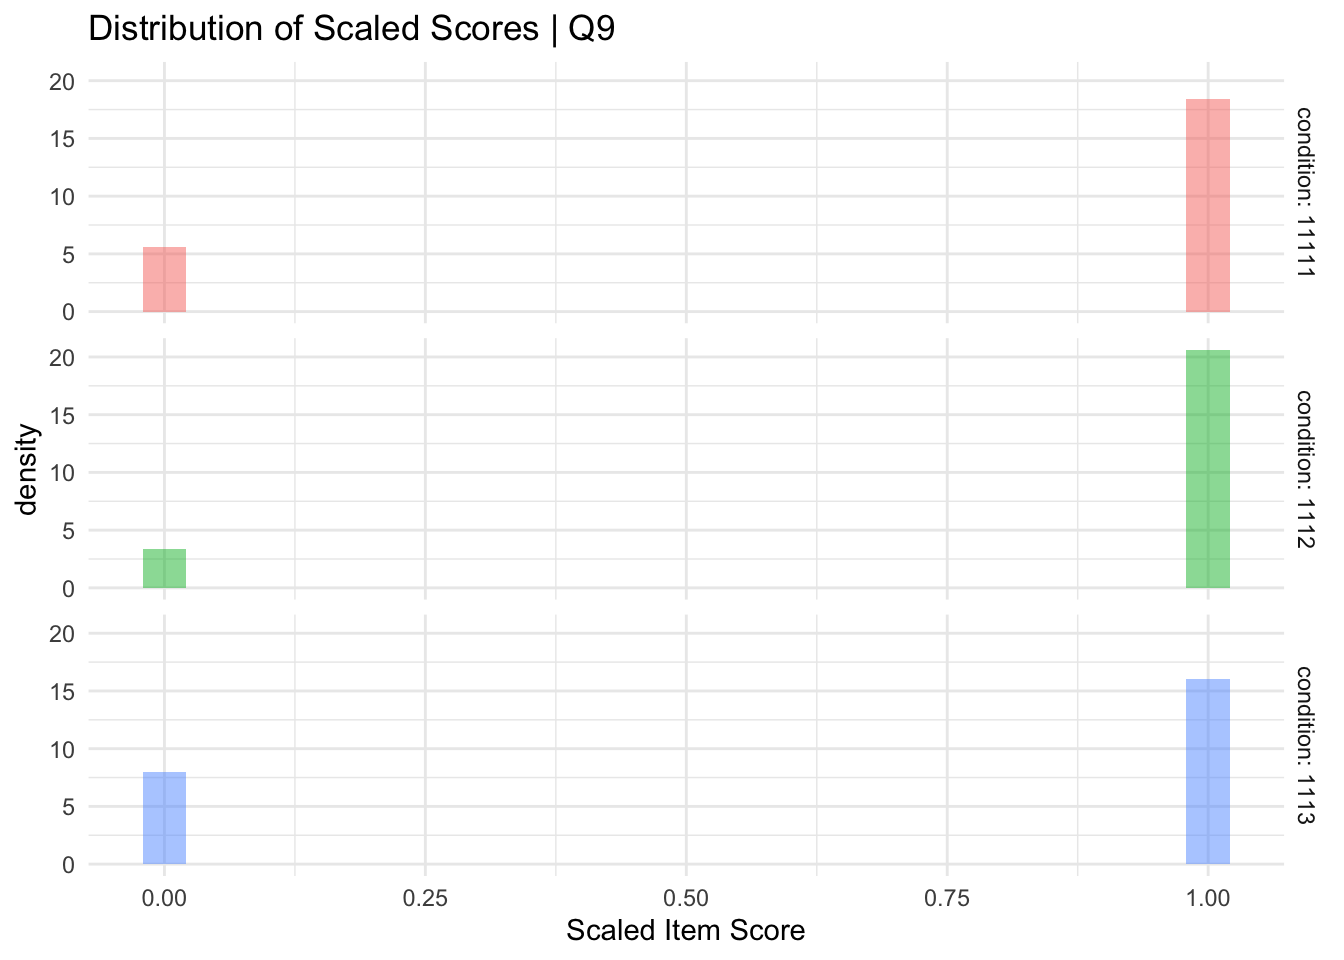 Distribution of Scaled Scores | Q9
20
15
10
5
0
condition: 11111
20
15
10
5
0
condition: 1112
20
15
10
5
0
condition: 1113
density
0.00 0.25 0.50 0.75 1.00
Scaled Item Score